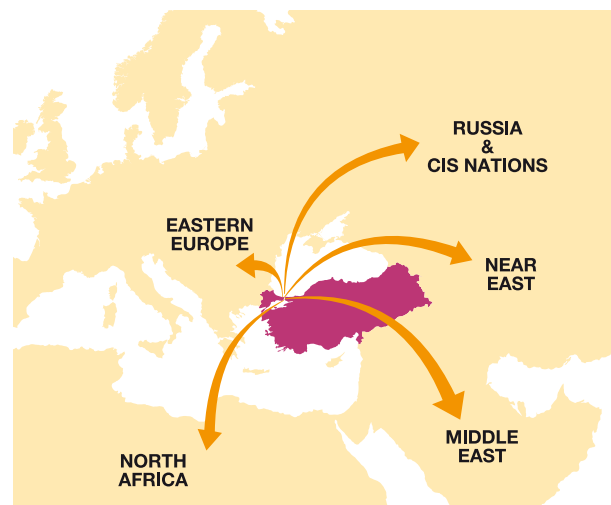 RUSSIA
&
CIS NATIONS
EASTERN
EUROPE
NEAR
EAST
MIDDLE
EAST
NORTH
AFRICA